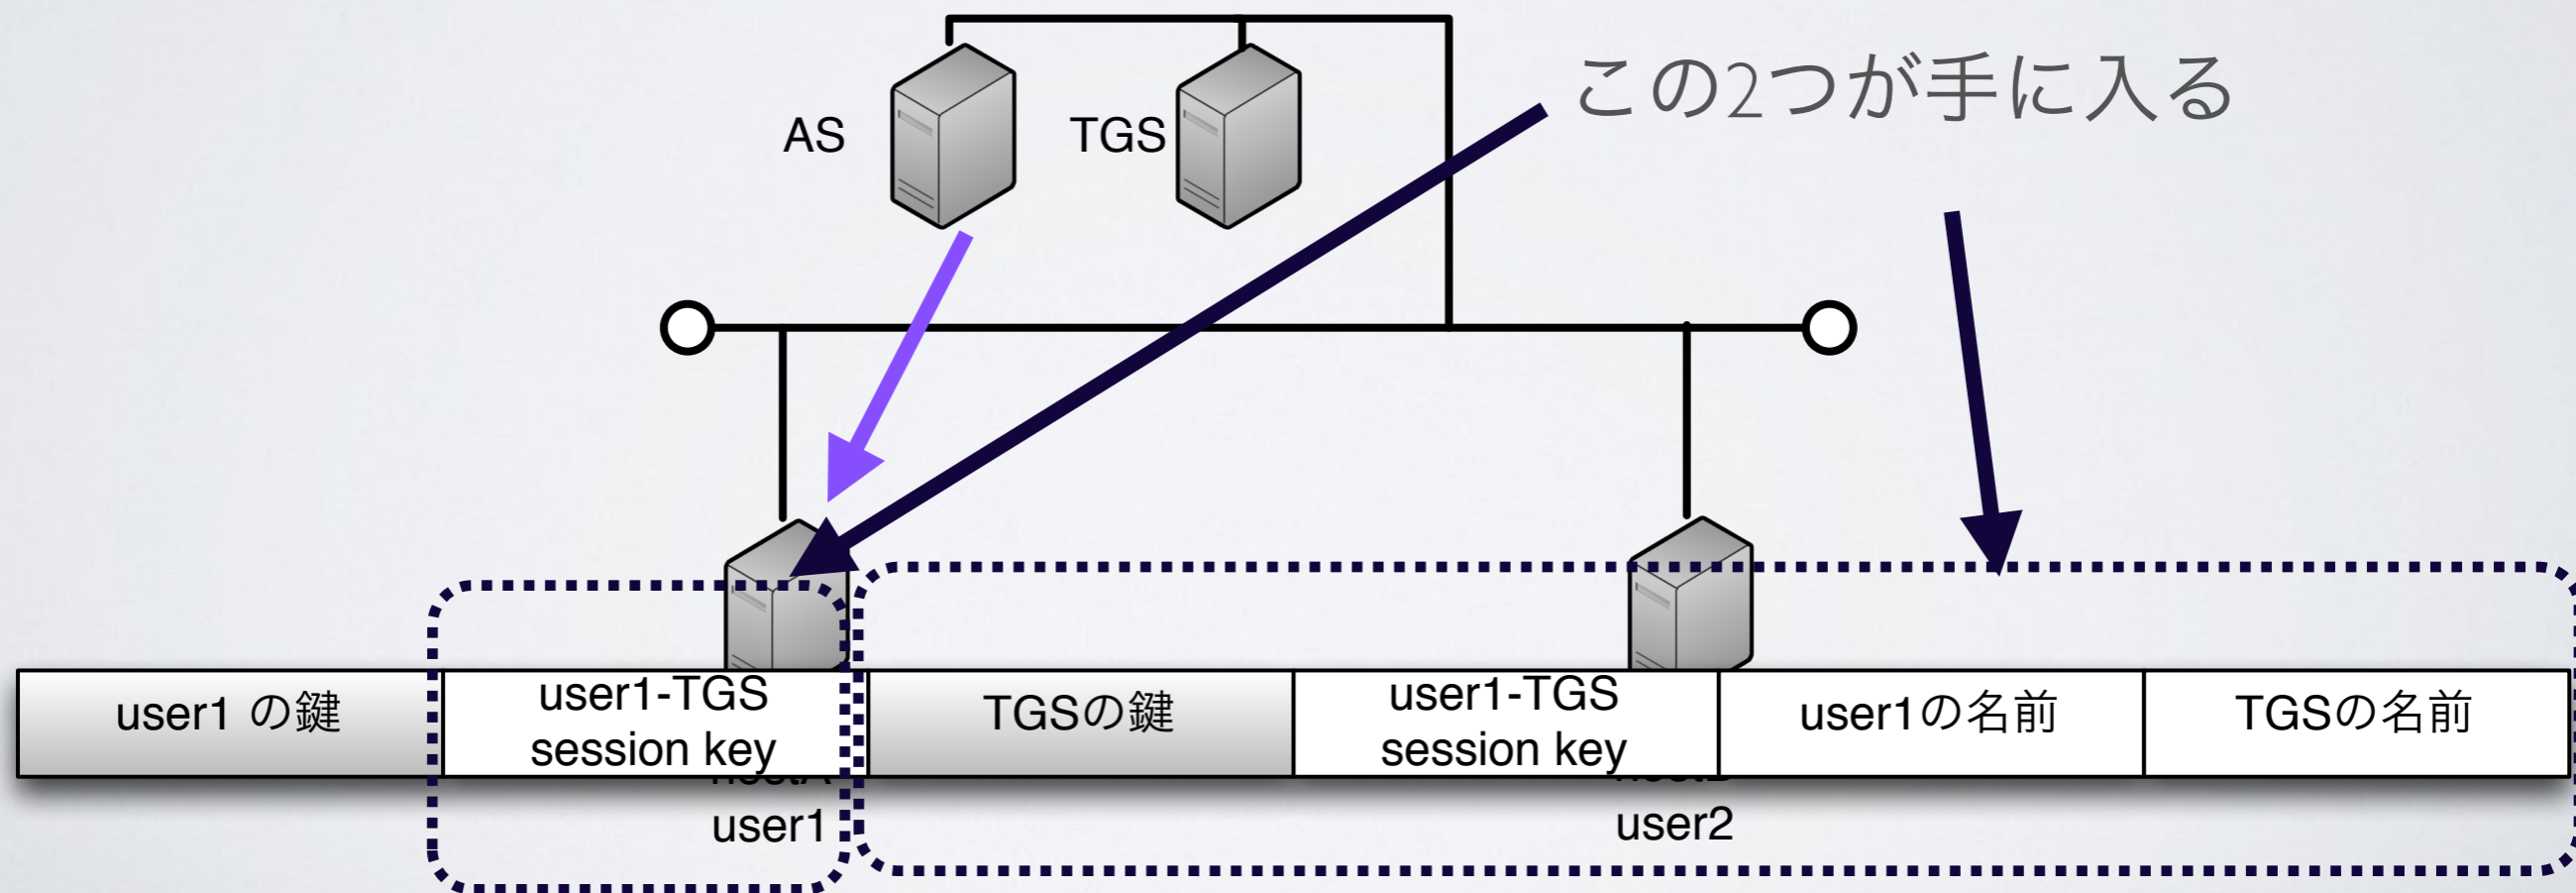 この2つが手に入る
AS
TGS
user1 の鍵
user1-TGS
session key
TGSの鍵
user1-TGS
session key
user1の名前
TGSの名前
user1
user2